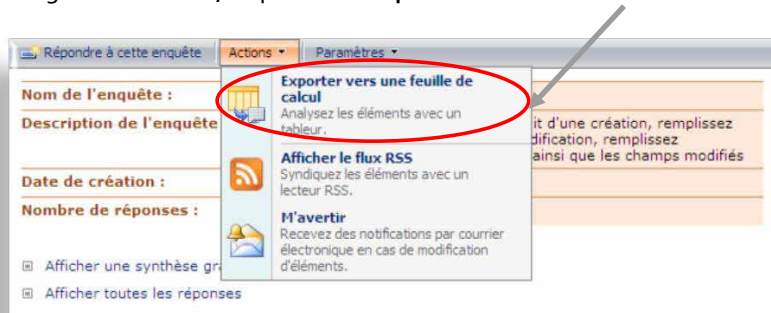 Répondre à cette enquête Actions Paramètres
Exporter vers une feuille de
calcul
Analysez les éléments avec un
tableur.
Afficher le flux RSS
Syndiquez les éléments avec un
lecteur RSS.
M'avertir
Recevez des notifications par courrier
électronique en cas de modification
d'éléments.
Nom de l'enquête :
Description de l'enquête
it d'une création, remplissez
dification, remplissez
ainsi que les champs modifiés
Date de création :
Nombre de réponses :
Afficher une synthèse gr
Afficher toutes les réponses